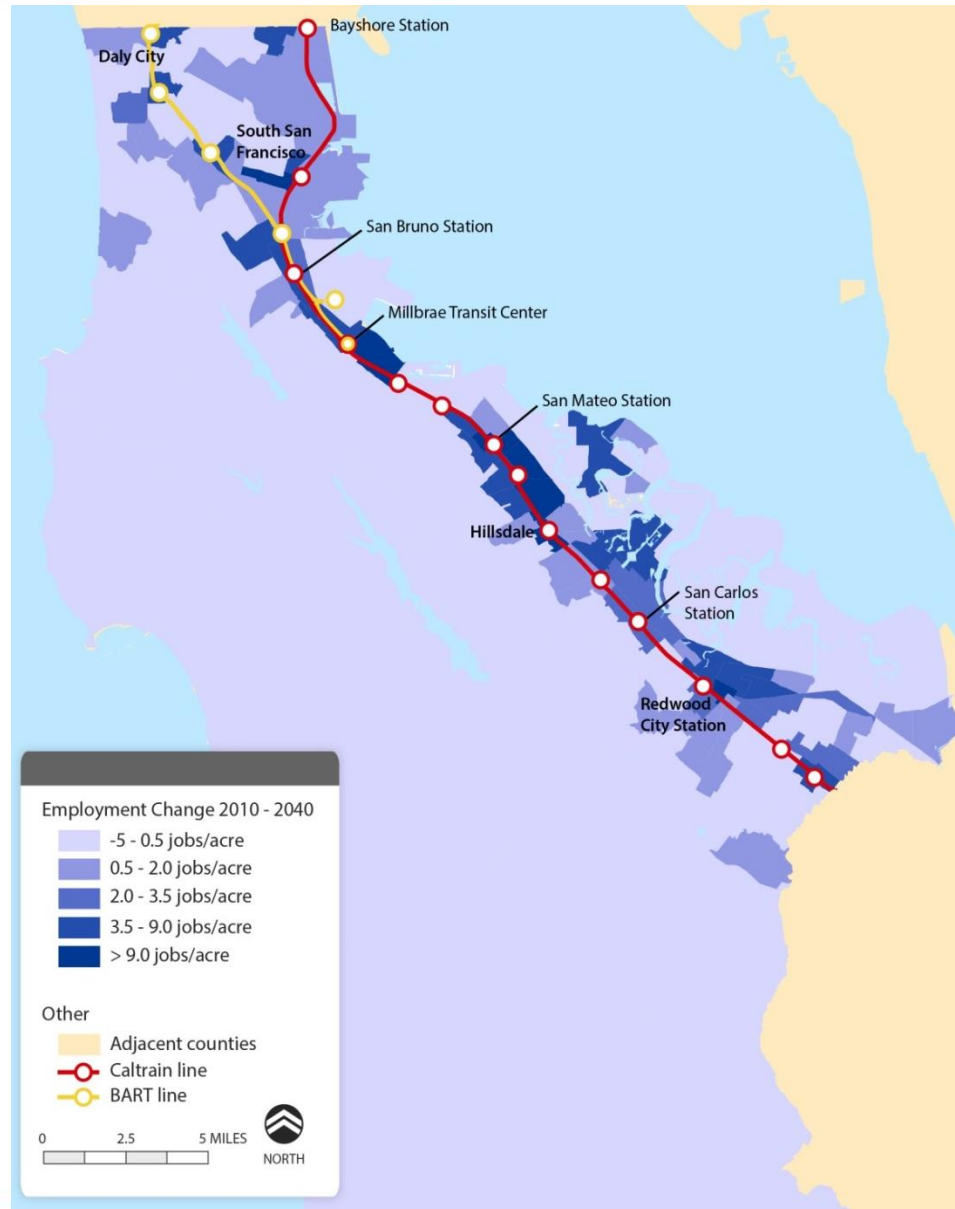 Bayshore Station
Daly City
South San
Francisco
San Bruno Station
Millbrae Transit Center
San Mateo Station
Hillsdale
San Carlos
Station
Redwood
City Station
Employment Change 2010 - 2040
-5 - 0.5 jobs/acre
0.5 - 2.0 jobs/acre
2.0 - 3.5 jobs/acre
3.5 - 9.0 jobs/acre
> 9.0 jobs/acre
Other
Adjacent counties
Caltrain line
BART line
0 2.5 5 MILES
NORTH